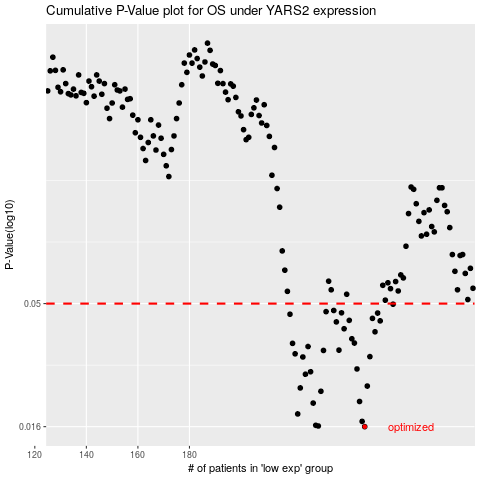 Cumulative P-Value plot for OS under YARS2 expression
P-Value(log10)
0.05
0.016
optimized
120 140 160 180
# of patients in 'low exp' group